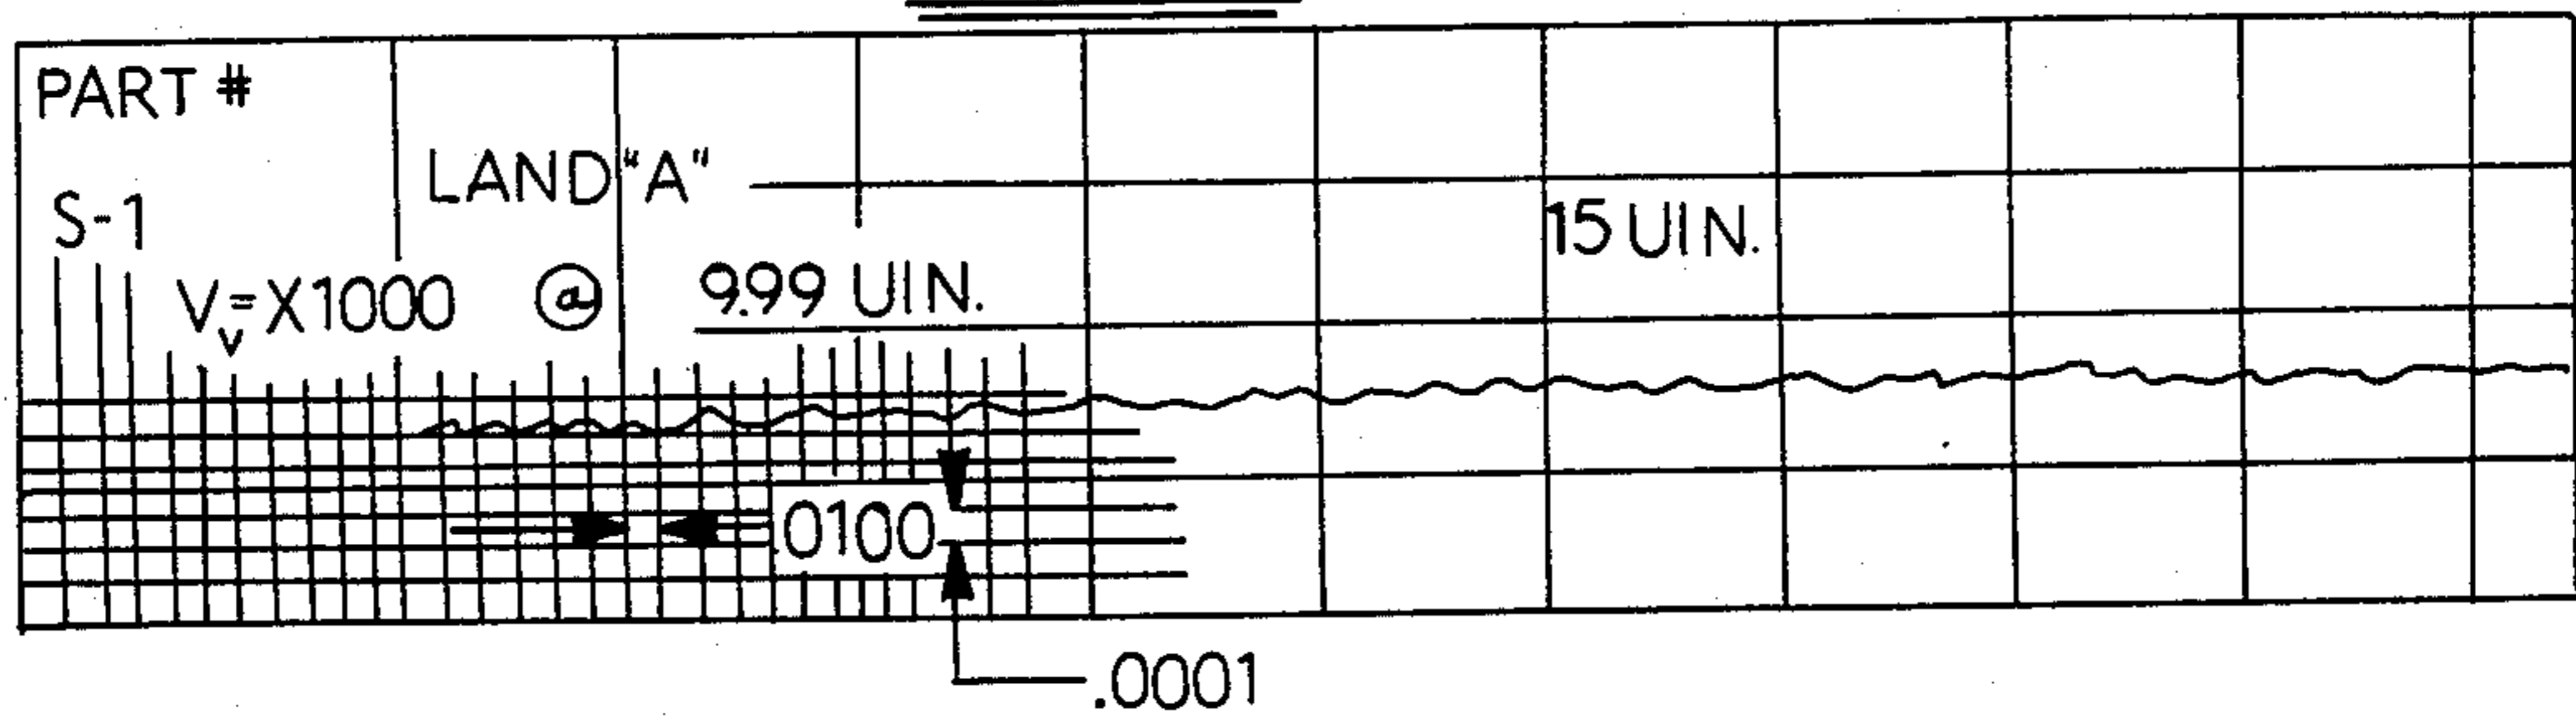 PART #
LAND "A"
S-1
15 UIN.
Vv=X1000 @ 9.99 UIN.
.0100
.0001